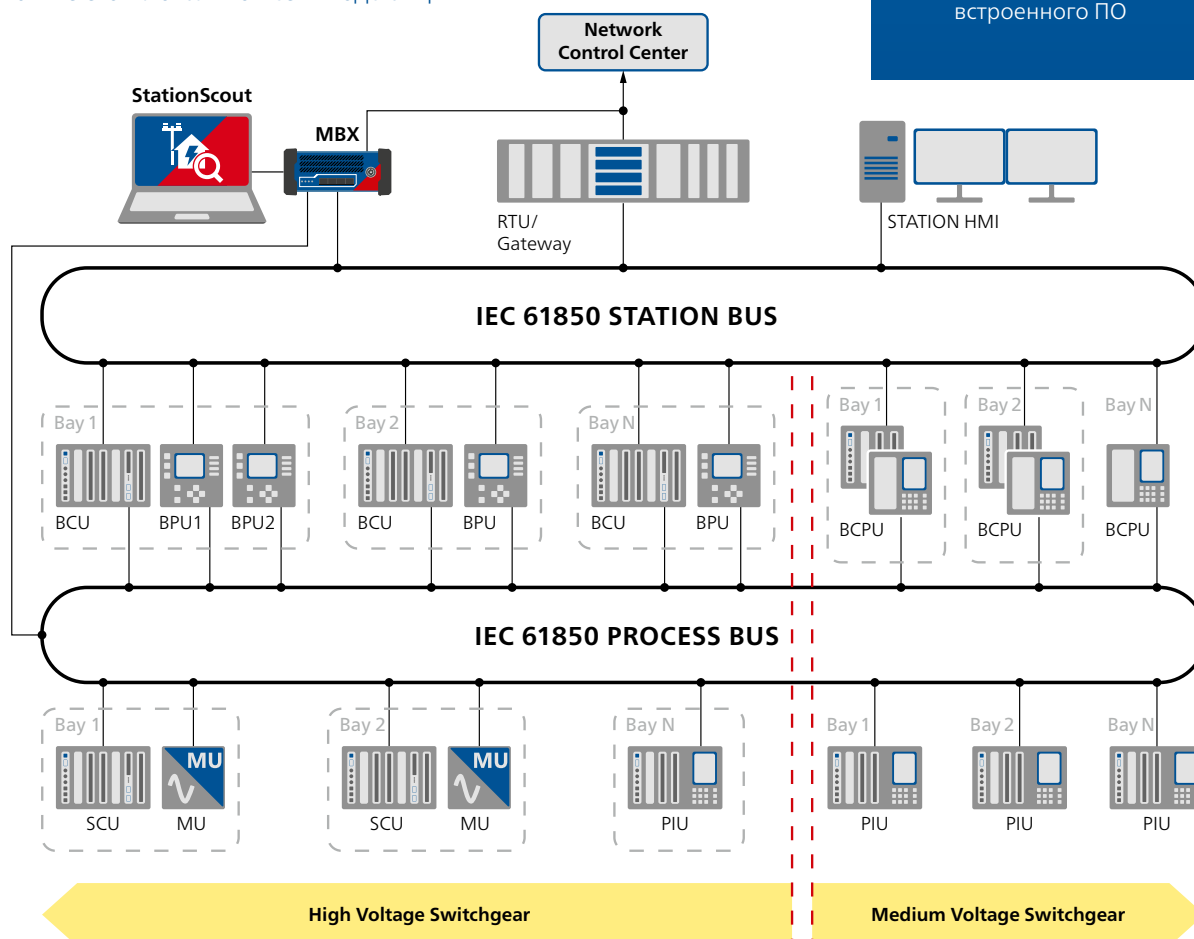 встроенного ПО
Network
Control Center
StationScout
MBX
RTU/
Gateway
STATION HMI
IEC 61850 STATION BUS
Bay 1
Bay 2
Bay N
Bay 1
Bay 2
Bay N
BCU
BPU1
BPU2
BCU
BPU
BCU
BPU
BCPU
BCPU
BCPU
IEC 61850 PROCESS BUS
Bay 1
Bay 2
Bay N
Bay 1
Bay 2
Bay N
MU
MU
SCU
MU
SCU
MU
PIU
PIU
PIU
PIU
High Voltage Switchgear
Medium Voltage Switchgear